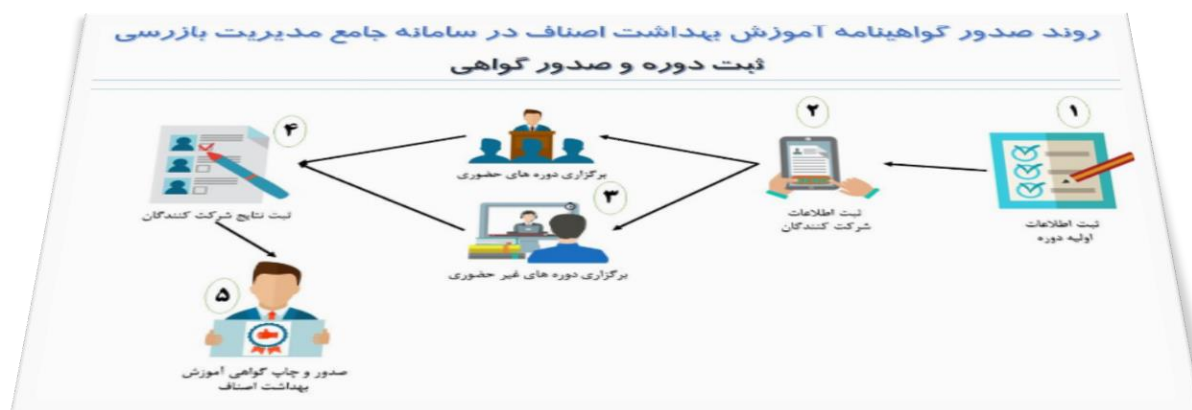 روند صدور گواهینامه آموزش بهداشت اصناف در سامانه جامع مدیریت بازرسی
ثبت دوره و صدور گواهی
۱
ثبت اطلاعات
اولیه دوره
۲
ثبت اطلاعات
شرکت کنندگان
برگزاری دوره های حضوری
۳
برگزاری دوره های غیر حضوری
۴
ثبت نتایج شرکت کنندگان
۵
صدور و چاپ گواهی آموزش
بهداشت اصناف